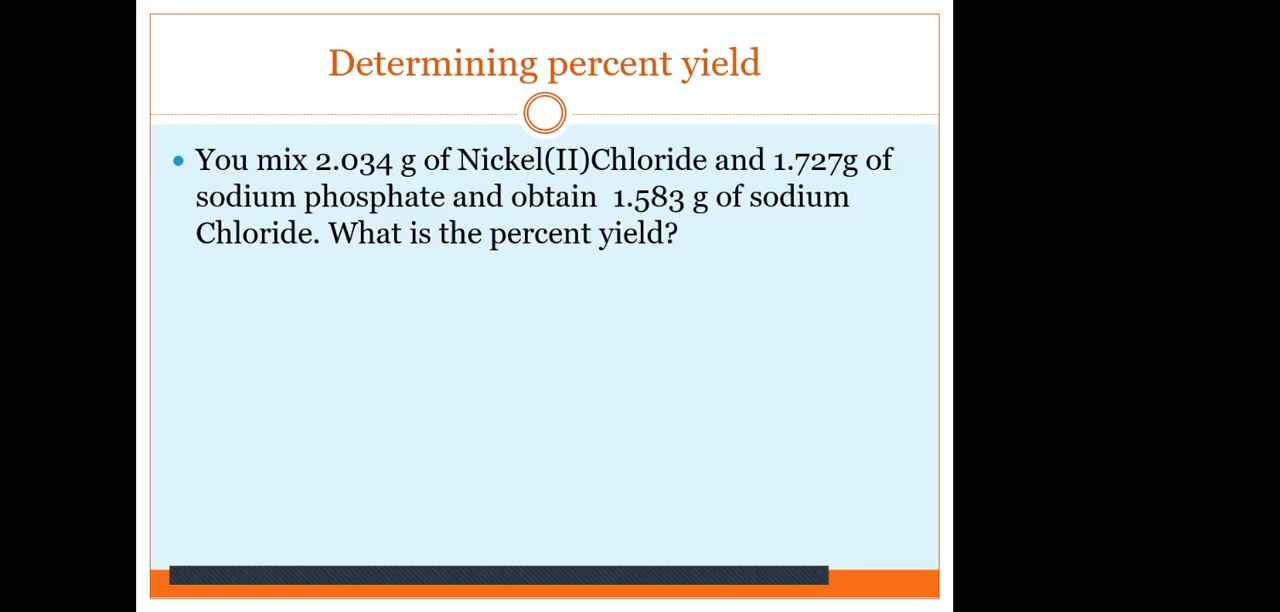 Determining percent yield
• You mix 2.034 g of Nickel(II)Chloride and 1.727g of
sodium phosphate and obtain  1.583 g of sodium
Chloride. What is the percent yield?